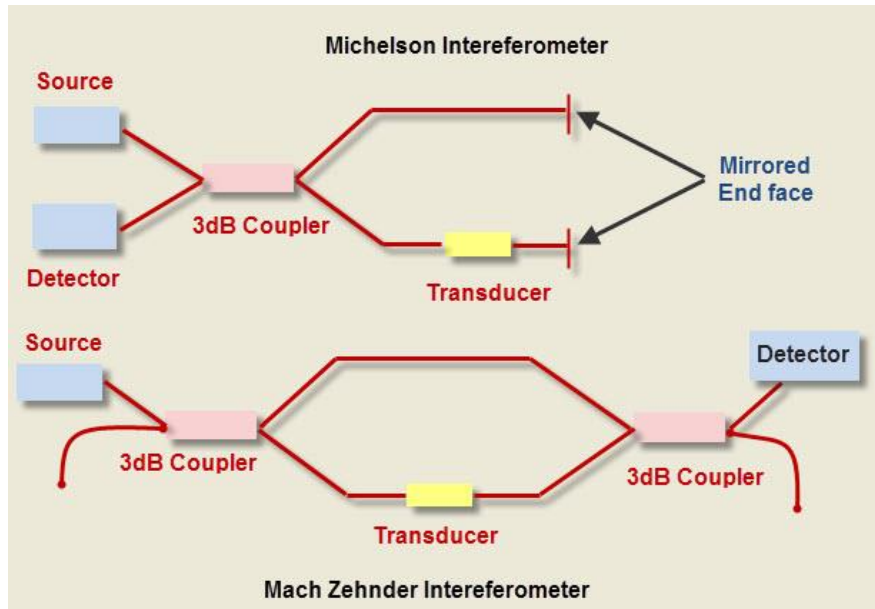 Michelson Intereferometer
Source
Mirrored
End face
3dB Coupler
Detector
Transducer
Source
Detector
3dB Coupler
3dB Coupler
Transducer
Mach Zehnder Intereferometer